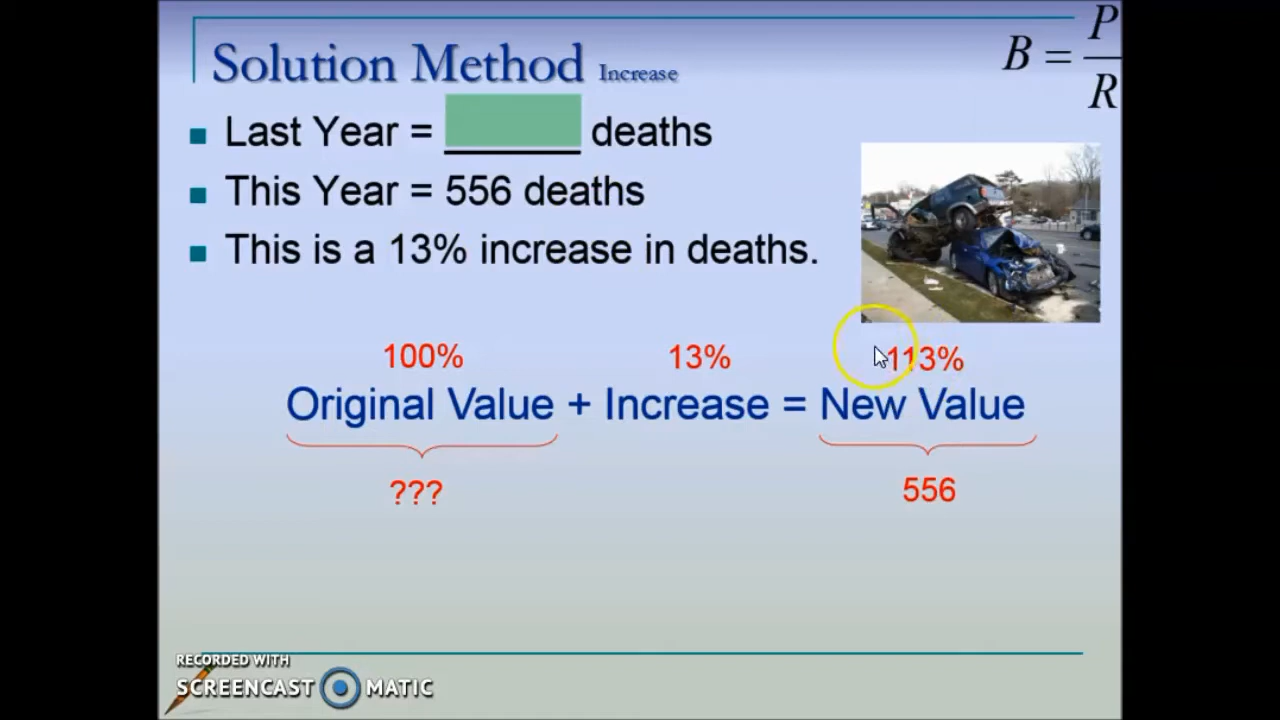 Solution Method Increase
B = P
R
Last Year = deaths
This Year = 556 deaths
This is a 13% increase in deaths.
100% 13% 113%
Original Value + Increase = New Value
??? 556
RECORDED WITH
SCREENCAST MATIC